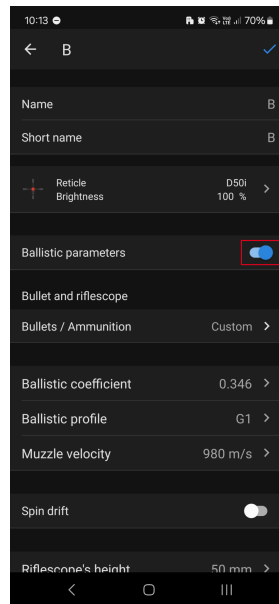 10:13 70%
B
Name B
Short name B
Reticle D50i
Brightness 100 %
Ballistic parameters
Bullet and riflescope
Bullets / Ammunition Custom
Ballistic coefficient 0.346
Ballistic profile G1
Muzzle velocity 980 m/s
Spin drift
Riflescope's height 50 mm